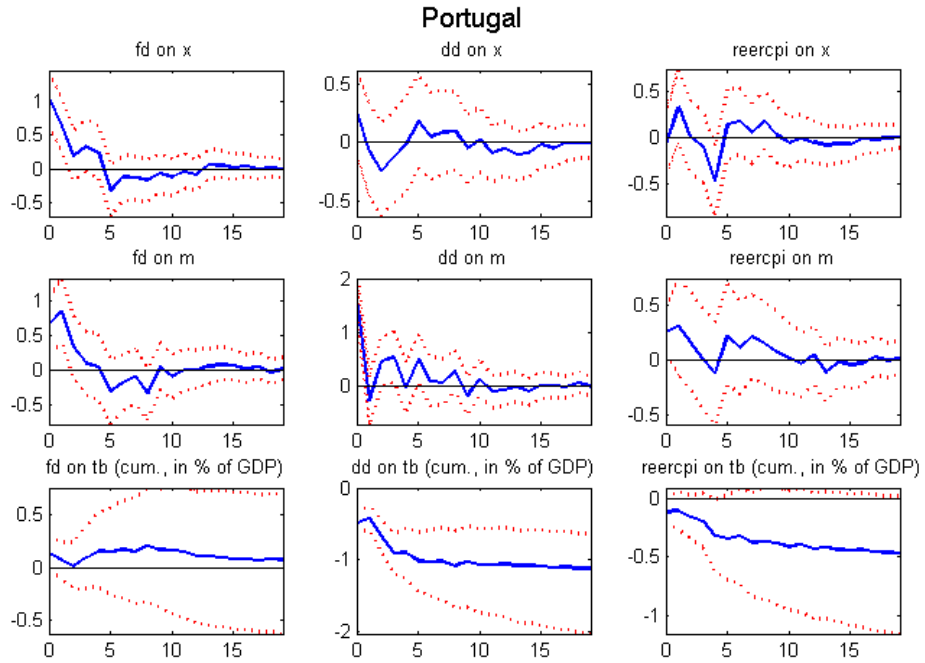 Portugal
fd on x
dd on x
reercpi on x
1
0.5
0
-0.5
0 5 10 15
0.5
0
-0.5
0 5 10 15
0.5
0
-0.5
0 5 10 15
fd on m
dd on m
reercpi on m
1
0.5
0
-0.5
0 5 10 15
2
1
0
0 5 10 15
0.5
0
-0.5
0 5 10 15
fd on tb (cum., in % of GDP)
dd on tb (cum., in % of GDP)
reercpi on tb (cum., in % of GDP)
0.5
0
-0.5
0 5 10 15
0
-1
-2
0 5 10 15
0
-0.5
-1
0 5 10 15